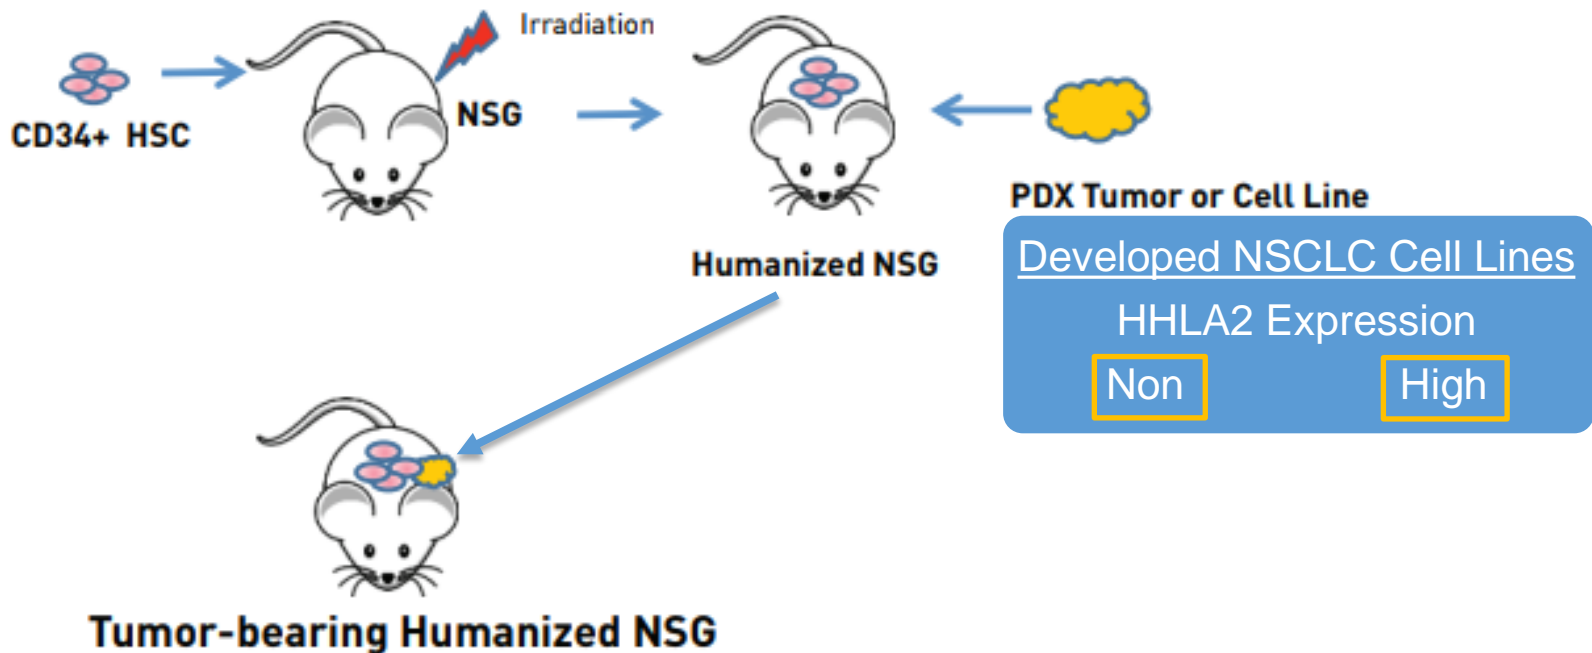 Irradiation
NSG
CD34+ HSC
PDX Tumor or Cell Line
Humanized NSG
Developed NSCLC Cell Lines
HHLA2 Expression
Non High
Tumor-bearing Humanized NSG